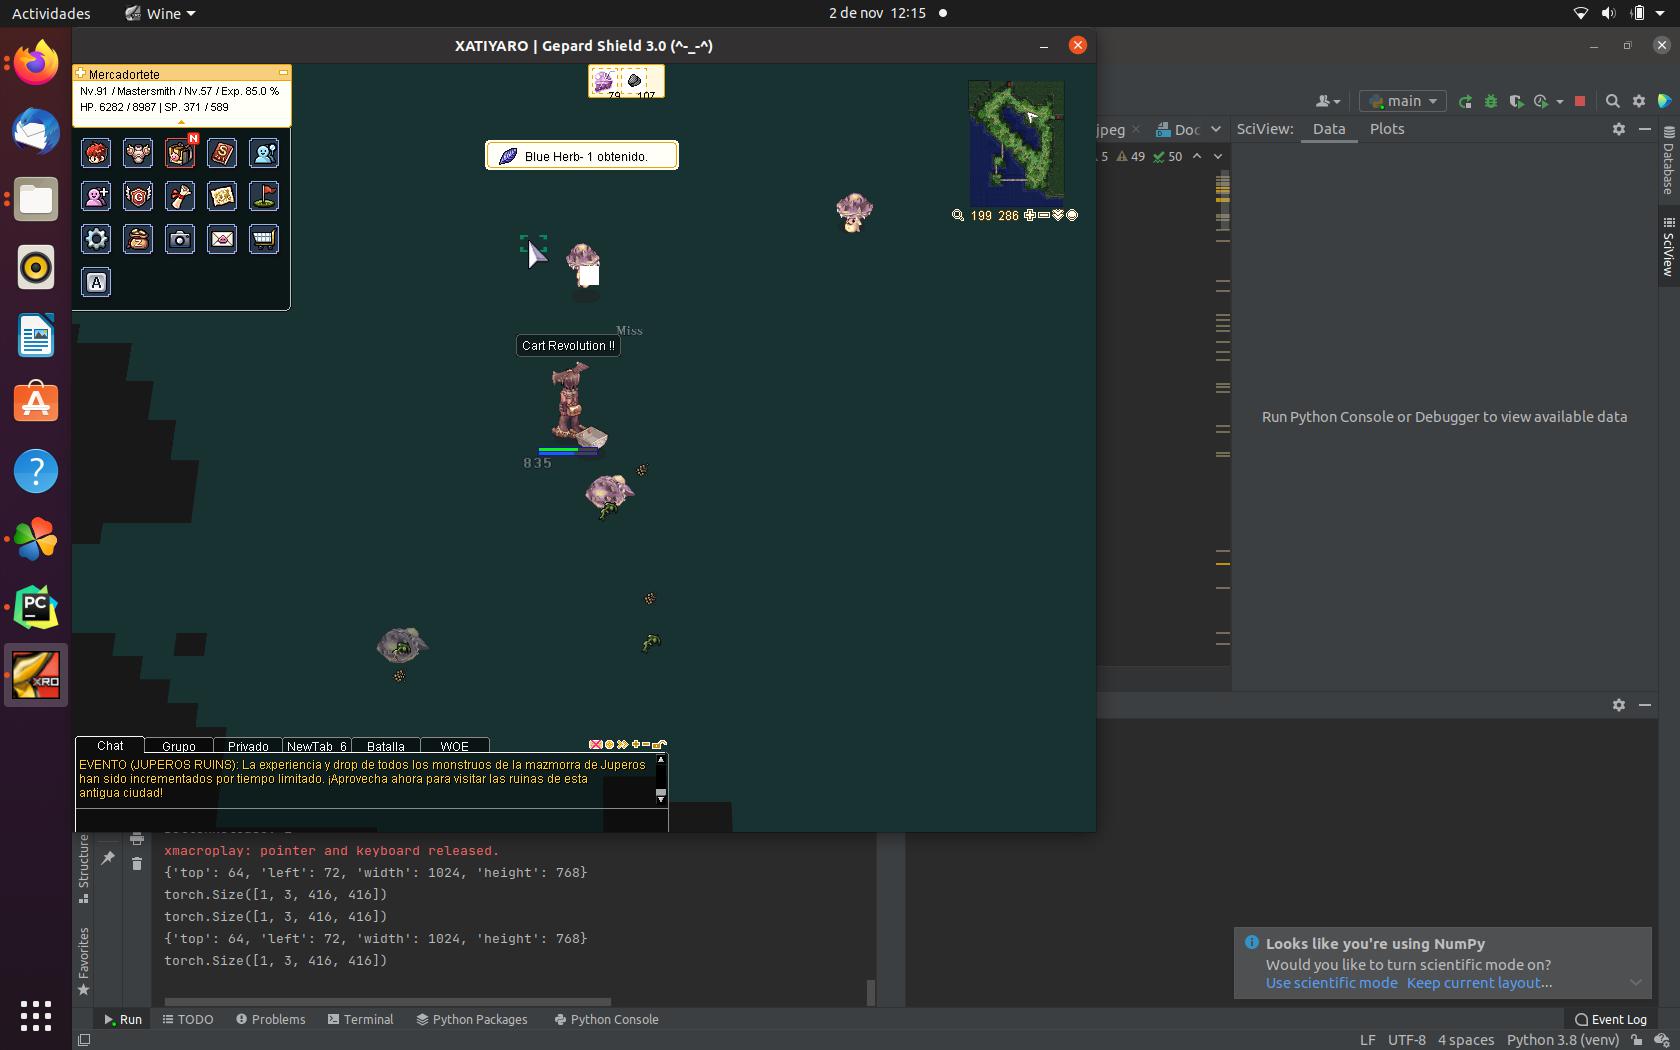 Actividades
Wine
2 de nov 12:15
XATIYARO | Gepard Shield 3.0 (^-_-^)
Mercadortete
Nv.91 / Mastersmith / Nv.57 / Exp. 85.0 %
HP. 6282 / 8987 | SP. 371 / 589
N
A
79 107
Blue Herb- 1 obtenido.
199 286
Miss
Cart Revolution !!
835
Chat
Grupo
Privado
NewTab_6
Batalla
WOE
EVENTO (JUPEROS RUINS): La experiencia y drop de todos los monstruos de la mazmorra de Juperos
han sido incrementados por tiempo limitado. ¡Aprovecha ahora para visitar las ruinas de esta
antigua ciudad!
main
jpeg
Doc
SciView:
Data
Plots
5 49 50
Database
SciView
Run Python Console or Debugger to view available data
PC
XRO
Structure
Favorites
xmacroplay: pointer and keyboard released.
{'top': 64, 'left': 72, 'width': 1024, 'height': 768}
torch.Size([1, 3, 416, 416])
torch.Size([1, 3, 416, 416])
{'top': 64, 'left': 72, 'width': 1024, 'height': 768}
torch.Size([1, 3, 416, 416])
Looks like you're using NumPy
Would you like to turn scientific mode on?
Use scientific mode Keep current layout...
Run
TODO
Problems
Terminal
Python Packages
Python Console
Event Log
LF UTF-8 4 spaces Python 3.8 (venv)